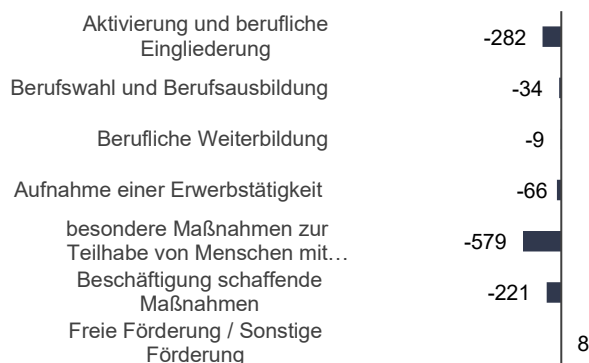 Aktivierung und berufliche
Eingliederung
-282
Berufswahl und Berufsausbildung
-34
Berufliche Weiterbildung
-9
Aufnahme einer Erwerbstätigkeit
-66
besondere Maßnahmen zur
Teilhabe von Menschen mit…
-579
Beschäftigung schaffende
Maßnahmen
-221
Freie Förderung / Sonstige
Förderung
8